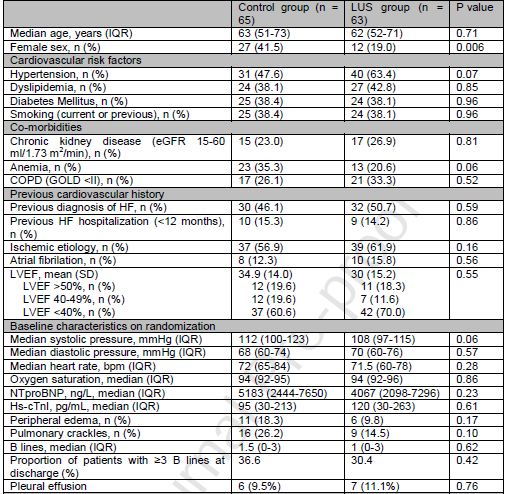 Control group (n = 65) LUS group (n = 63) P value
Median age, years (IQR) 63 (51-73) 62 (52-71) 0.71
Female sex, n (%) 27 (41.5) 12 (19.0) 0.006
Cardiovascular risk factors
Hypertension, n (%) 31 (47.6) 40 (63.4) 0.07
Dyslipidemia, n (%) 24 (38.1) 27 (42.8) 0.85
Diabetes Mellitus, n (%) 25 (38.4) 24 (38.1) 0.96
Smoking (current or previous), n (%) 25 (38.4) 24 (38.1) 0.96
Co-morbidities
Chronic kidney disease (eGFR 15-60 ml/1.73 m²/min), n (%) 15 (23.0) 17 (26.9) 0.81
Anemia, n (%) 23 (35.3) 13 (20.6) 0.06
COPD (GOLD <II), n (%) 17 (26.1) 21 (33.3) 0.52
Previous cardiovascular history
Previous diagnosis of HF, n (%) 30 (46.1) 32 (50.7) 0.59
Previous HF hospitalization (<12 months), n (%) 10 (15.3) 9 (14.2) 0.86
Ischemic etiology, n (%) 37 (56.9) 39 (61.9) 0.16
Atrial fibrilation, n (%) 8 (12.3) 10 (15.8) 0.56
LVEF, mean (SD) 34.9 (14.0) 30 (15.2) 0.55
LVEF >50%, n (%) 12 (19.6) 11 (18.3)
LVEF 40-49%, n (%) 12 (19.6) 7 (11.6)
LVEF <40%, n (%) 37 (60.6) 42 (70.0)
Baseline characteristics on randomization
Median systolic pressure, mmHg (IQR) 112 (100-123) 108 (97-115) 0.06
Median diastolic pressure, mmHg (IQR) 68 (60-74) 70 (60-76) 0.57
Median heart rate, bpm (IQR) 72 (65-84) 71.5 (60-78) 0.28
Oxygen saturation, median (IQR) 94 (92-95) 94 (92-96) 0.86
NTproBNP, ng/L, median (IQR) 5183 (2444-7650) 4067 (2098-7296) 0.23
Hs-cTnI, pg/mL, median (IQR) 95 (30-213) 120 (30-263) 0.61
Peripheral edema, n (%) 11 (18.3) 6 (9.8) 0.17
Pulmonary crackles, n (%) 16 (26.2) 9 (14.5) 0.10
B lines, median (IQR) 1.5 (0-3) 1 (0-3) 0.62
Proportion of patients with ≥3 B lines at discharge (%) 36.6 30.4 0.42
Pleural effusion 6 (9.5%) 7 (11.1%) 0.76